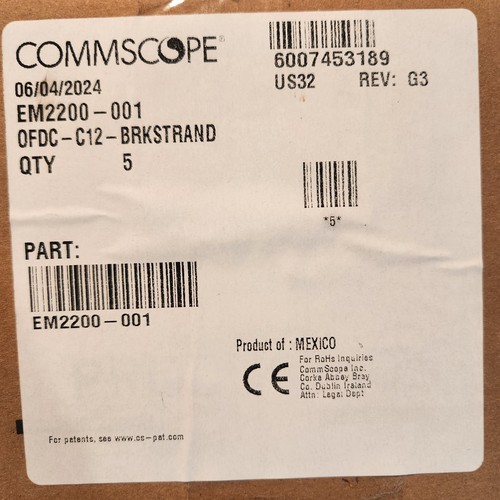 COMMSCOPE®
6007453189
US32 REV: G3
06/04/2024
EM2200-001
OFDC-C12-BRKSTRAND
QTY 5
*5*
PART:
EM2200-001
Product of : MEXICO
CE
For RoHs Inquiries
CommScope Inc.
Corke Abbey Bray
Co. Dublin Ireland
Attn: Legal Dept
For patents, see www.cs-pat.com